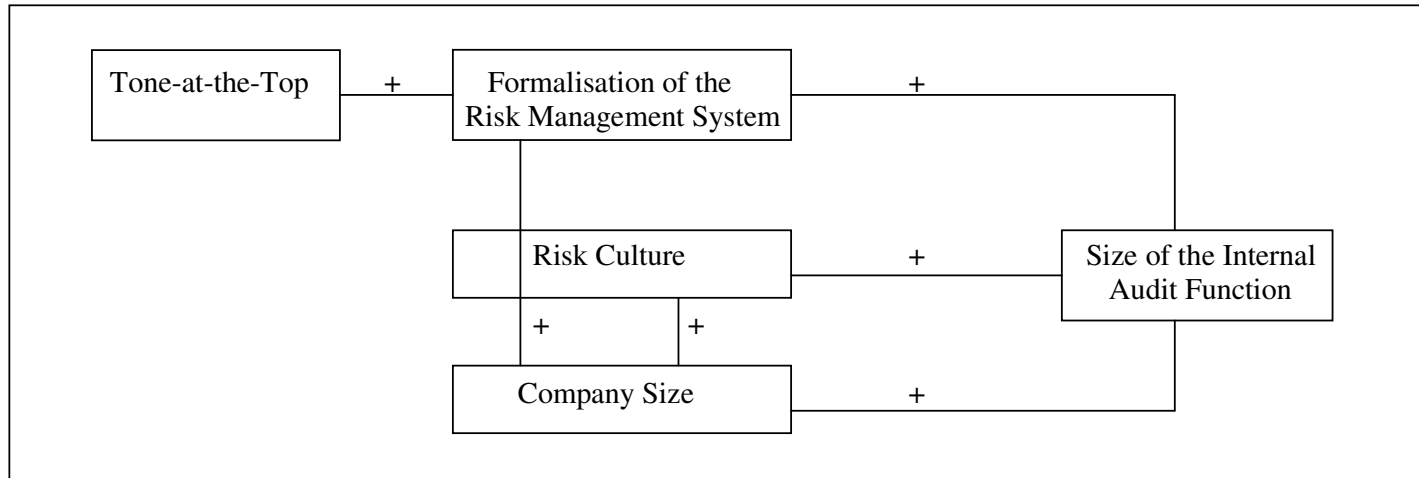 Tone-at-the-Top
+
Formalisation of the
Risk Management System
+
Risk Culture
+
Size of the Internal
Audit Function
+
+
Company Size
+